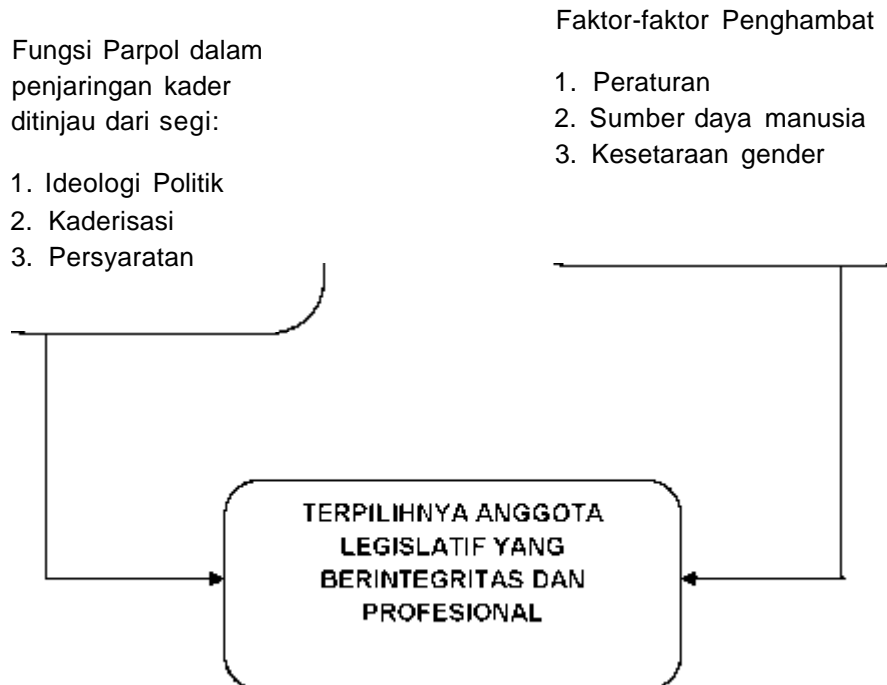 Fungsi Parpol dalam
penjaringan kader
ditinjau dari segi:
1. Ideologi Politik
2. Kaderisasi
3. Persyaratan
Faktor-faktor Penghambat
1. Peraturan
2. Sumber daya manusia
3. Kesetaraan gender
TERPILIHNYA ANGGOTA
LEGISLATIF YANG
BERINTEGRITAS DAN
PROFESIONAL